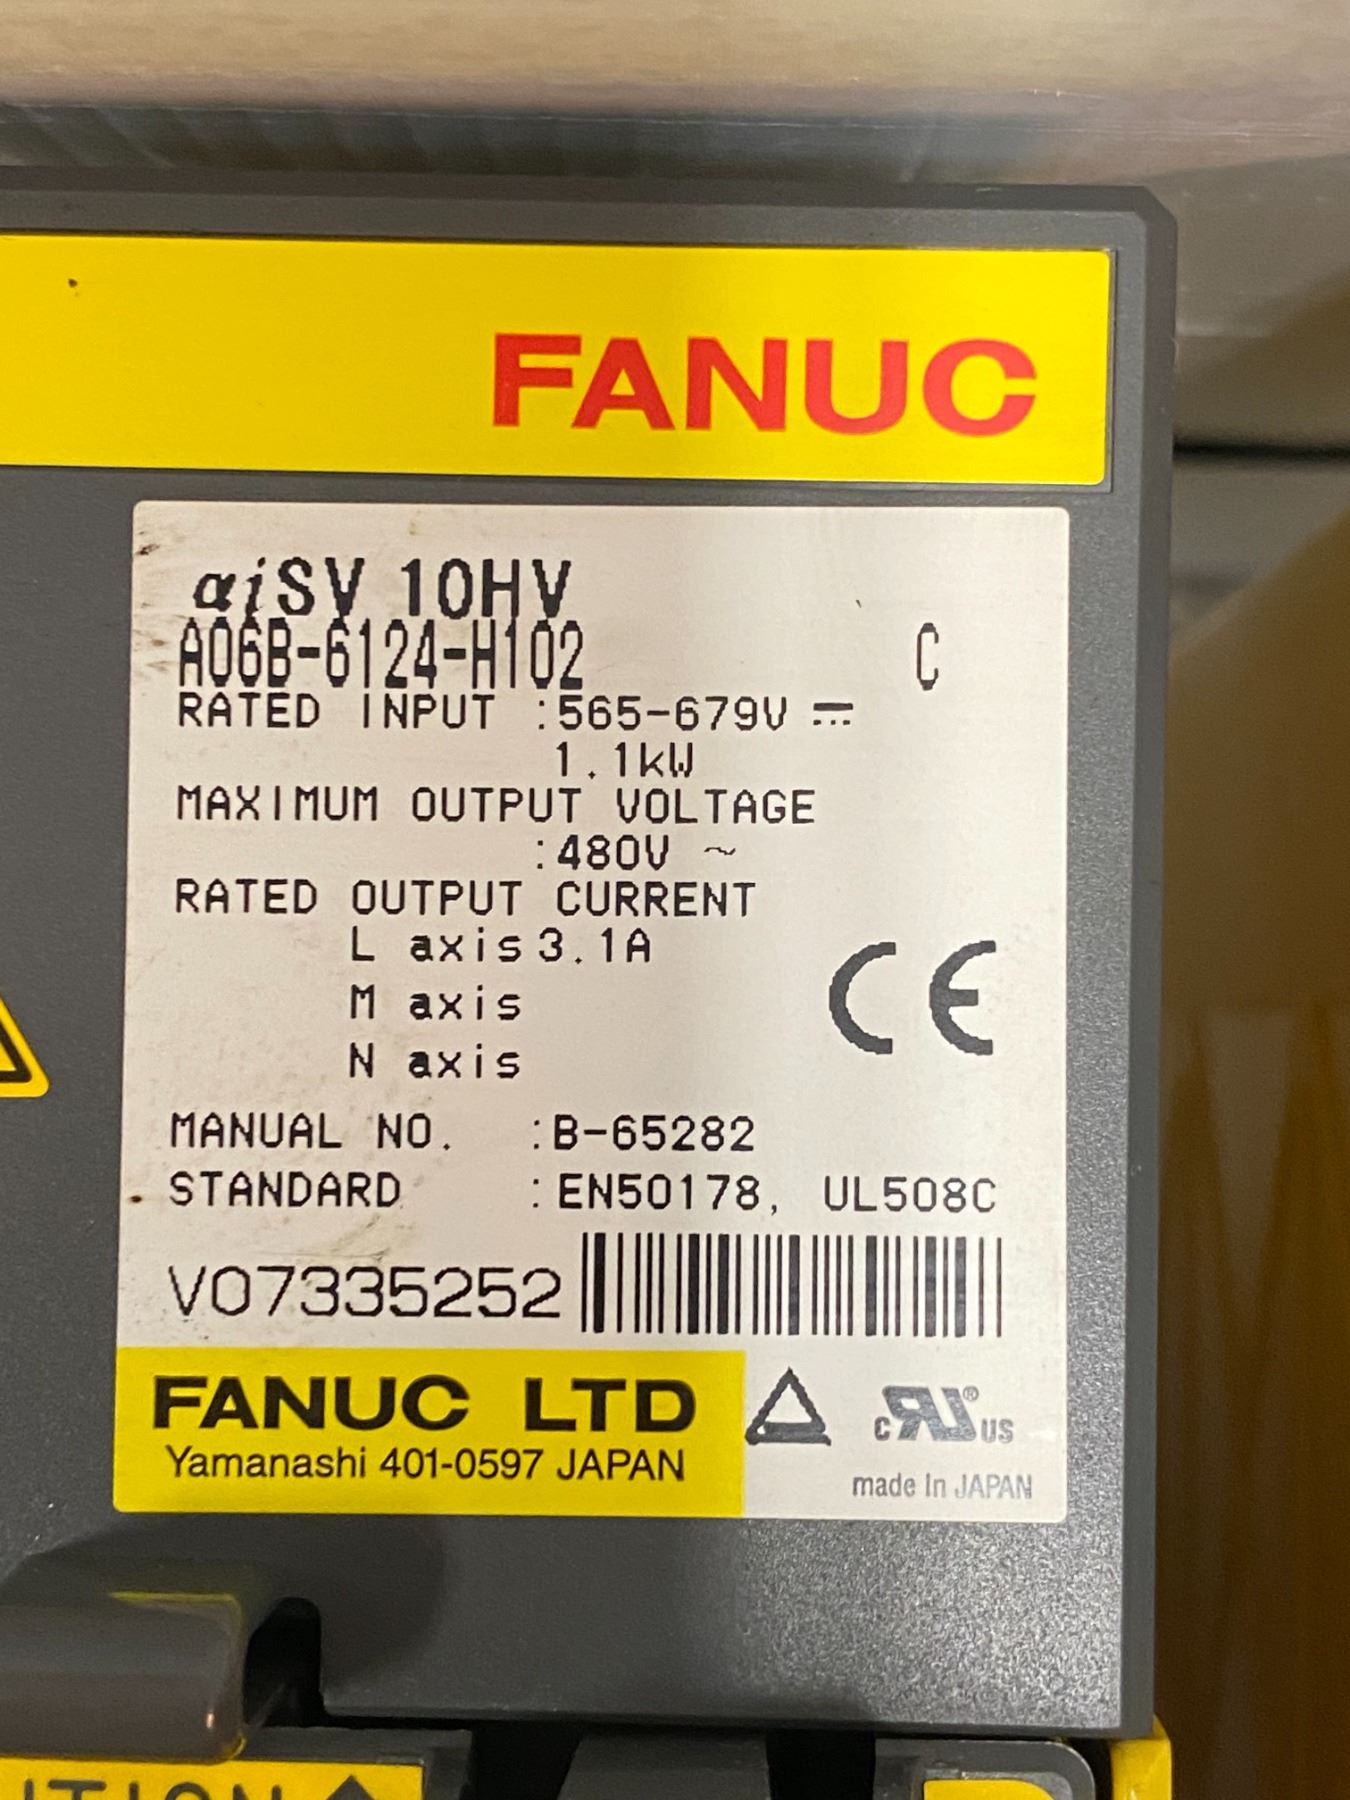 FANUC
αiSV 10HV
A06B-6124-H102 C
RATED INPUT :565-679V ⎓
1.1kW
MAXIMUM OUTPUT VOLTAGE
:480V ~
RATED OUTPUT CURRENT
L axis 3.1A
M axis
N axis
CE
MANUAL NO. :B-65282
STANDARD :EN50178, UL508C
V07335252
FANUC LTD
Yamanashi 401-0597 JAPAN
c RU ® US
made in JAPAN